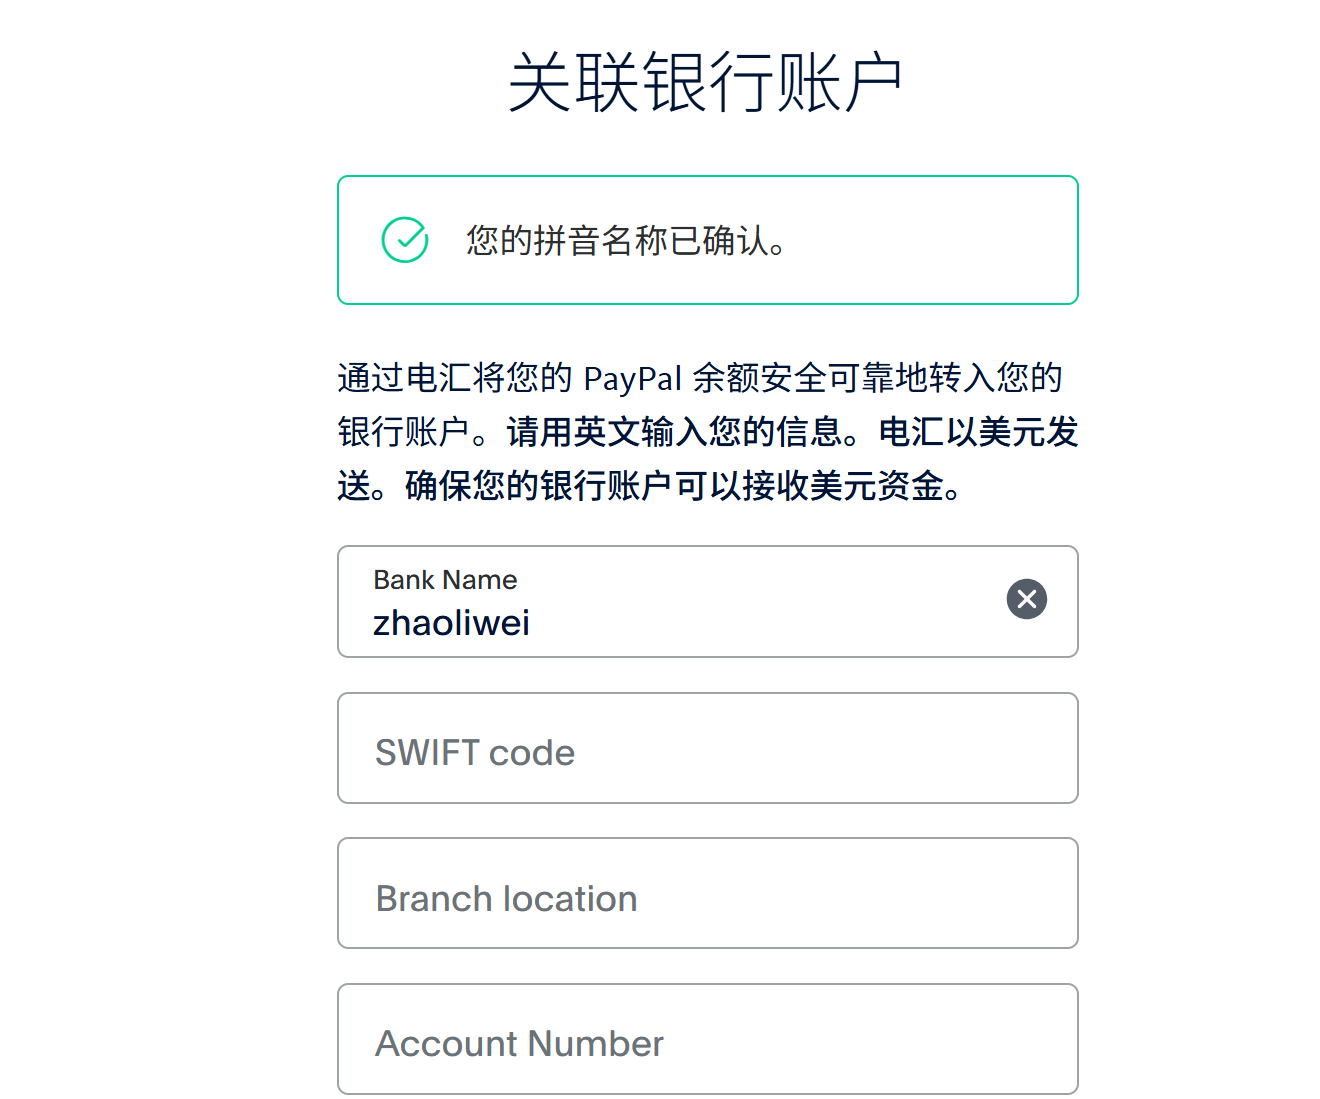 关联银行账户
您的拼音名称已确认。
通过电汇将您的 PayPal 余额安全可靠地转入您的
银行账户。请用英文输入您的信息。电汇以美元发
送。确保您的银行账户可以接收美元资金。
Bank Name
zhaoliwei
SWIFT code
Branch location
Account Number